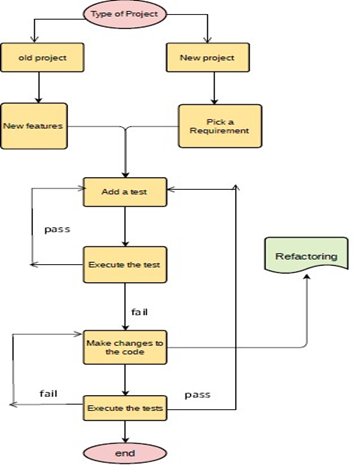 Type of Project
old project
New project
New features
Pick a
Requirement
Add a test
pass
Execute the test
Refactoring
fail
Make changes to
the code
fail
pass
Execute the tests
end